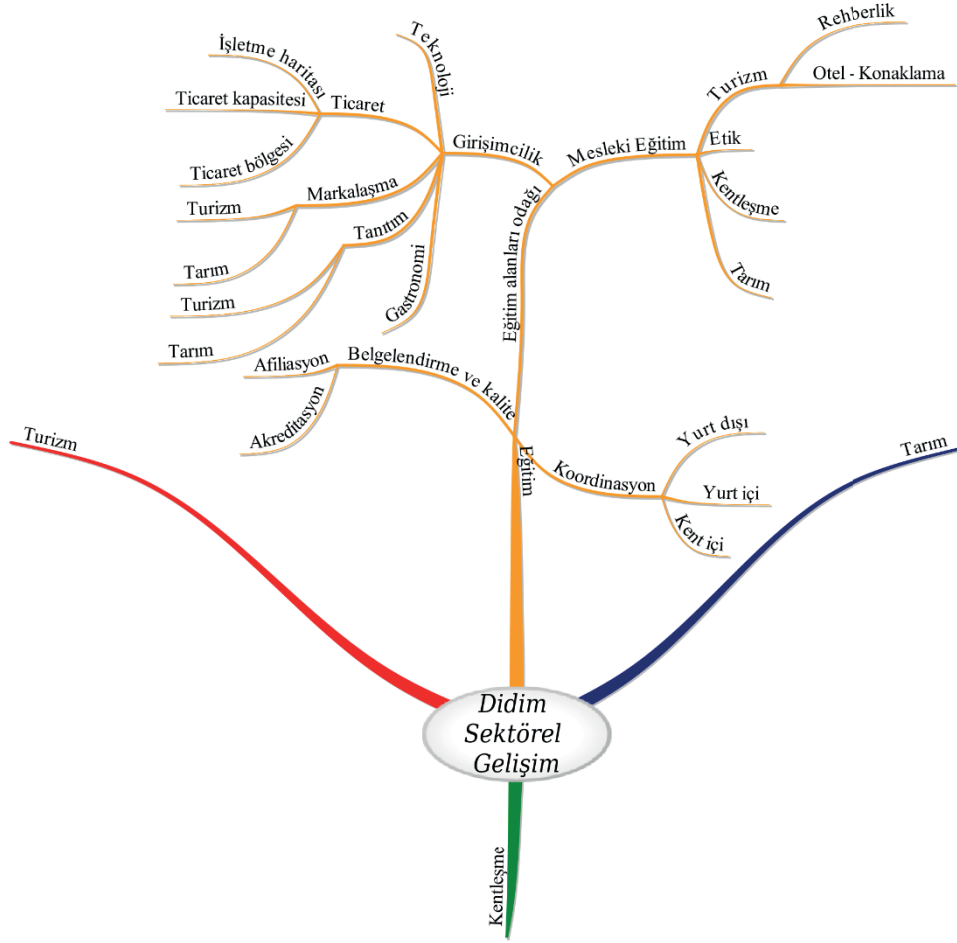 Teknoloji
Rehberlik
İşletme haritası
Turizm
Otel - Konaklama
Ticaret kapasitesi
Ticaret
Girişimcilik
Mesleki Eğitim
Etik
Ticaret bölgesi
Kentleşme
Markalaşma
Turizm
Tanıtım
Eğitim alanları odağı
Tarım
Tarım
Turizm
Gastronomi
Tarım
Afiliasyon
Belgelendirme ve kalite
Akreditasyon
Yurt dışı
Turizm
Eğitim
Koordinasyon
Tarım
Yurt içi
Kent içi
Didim
Sektörel
Gelişim
Kentleşme